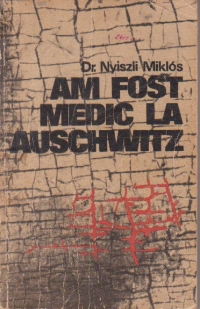 Dr. Nyiszli Miklós
AM FOST
MEDIC LA
AUSCHWITZ